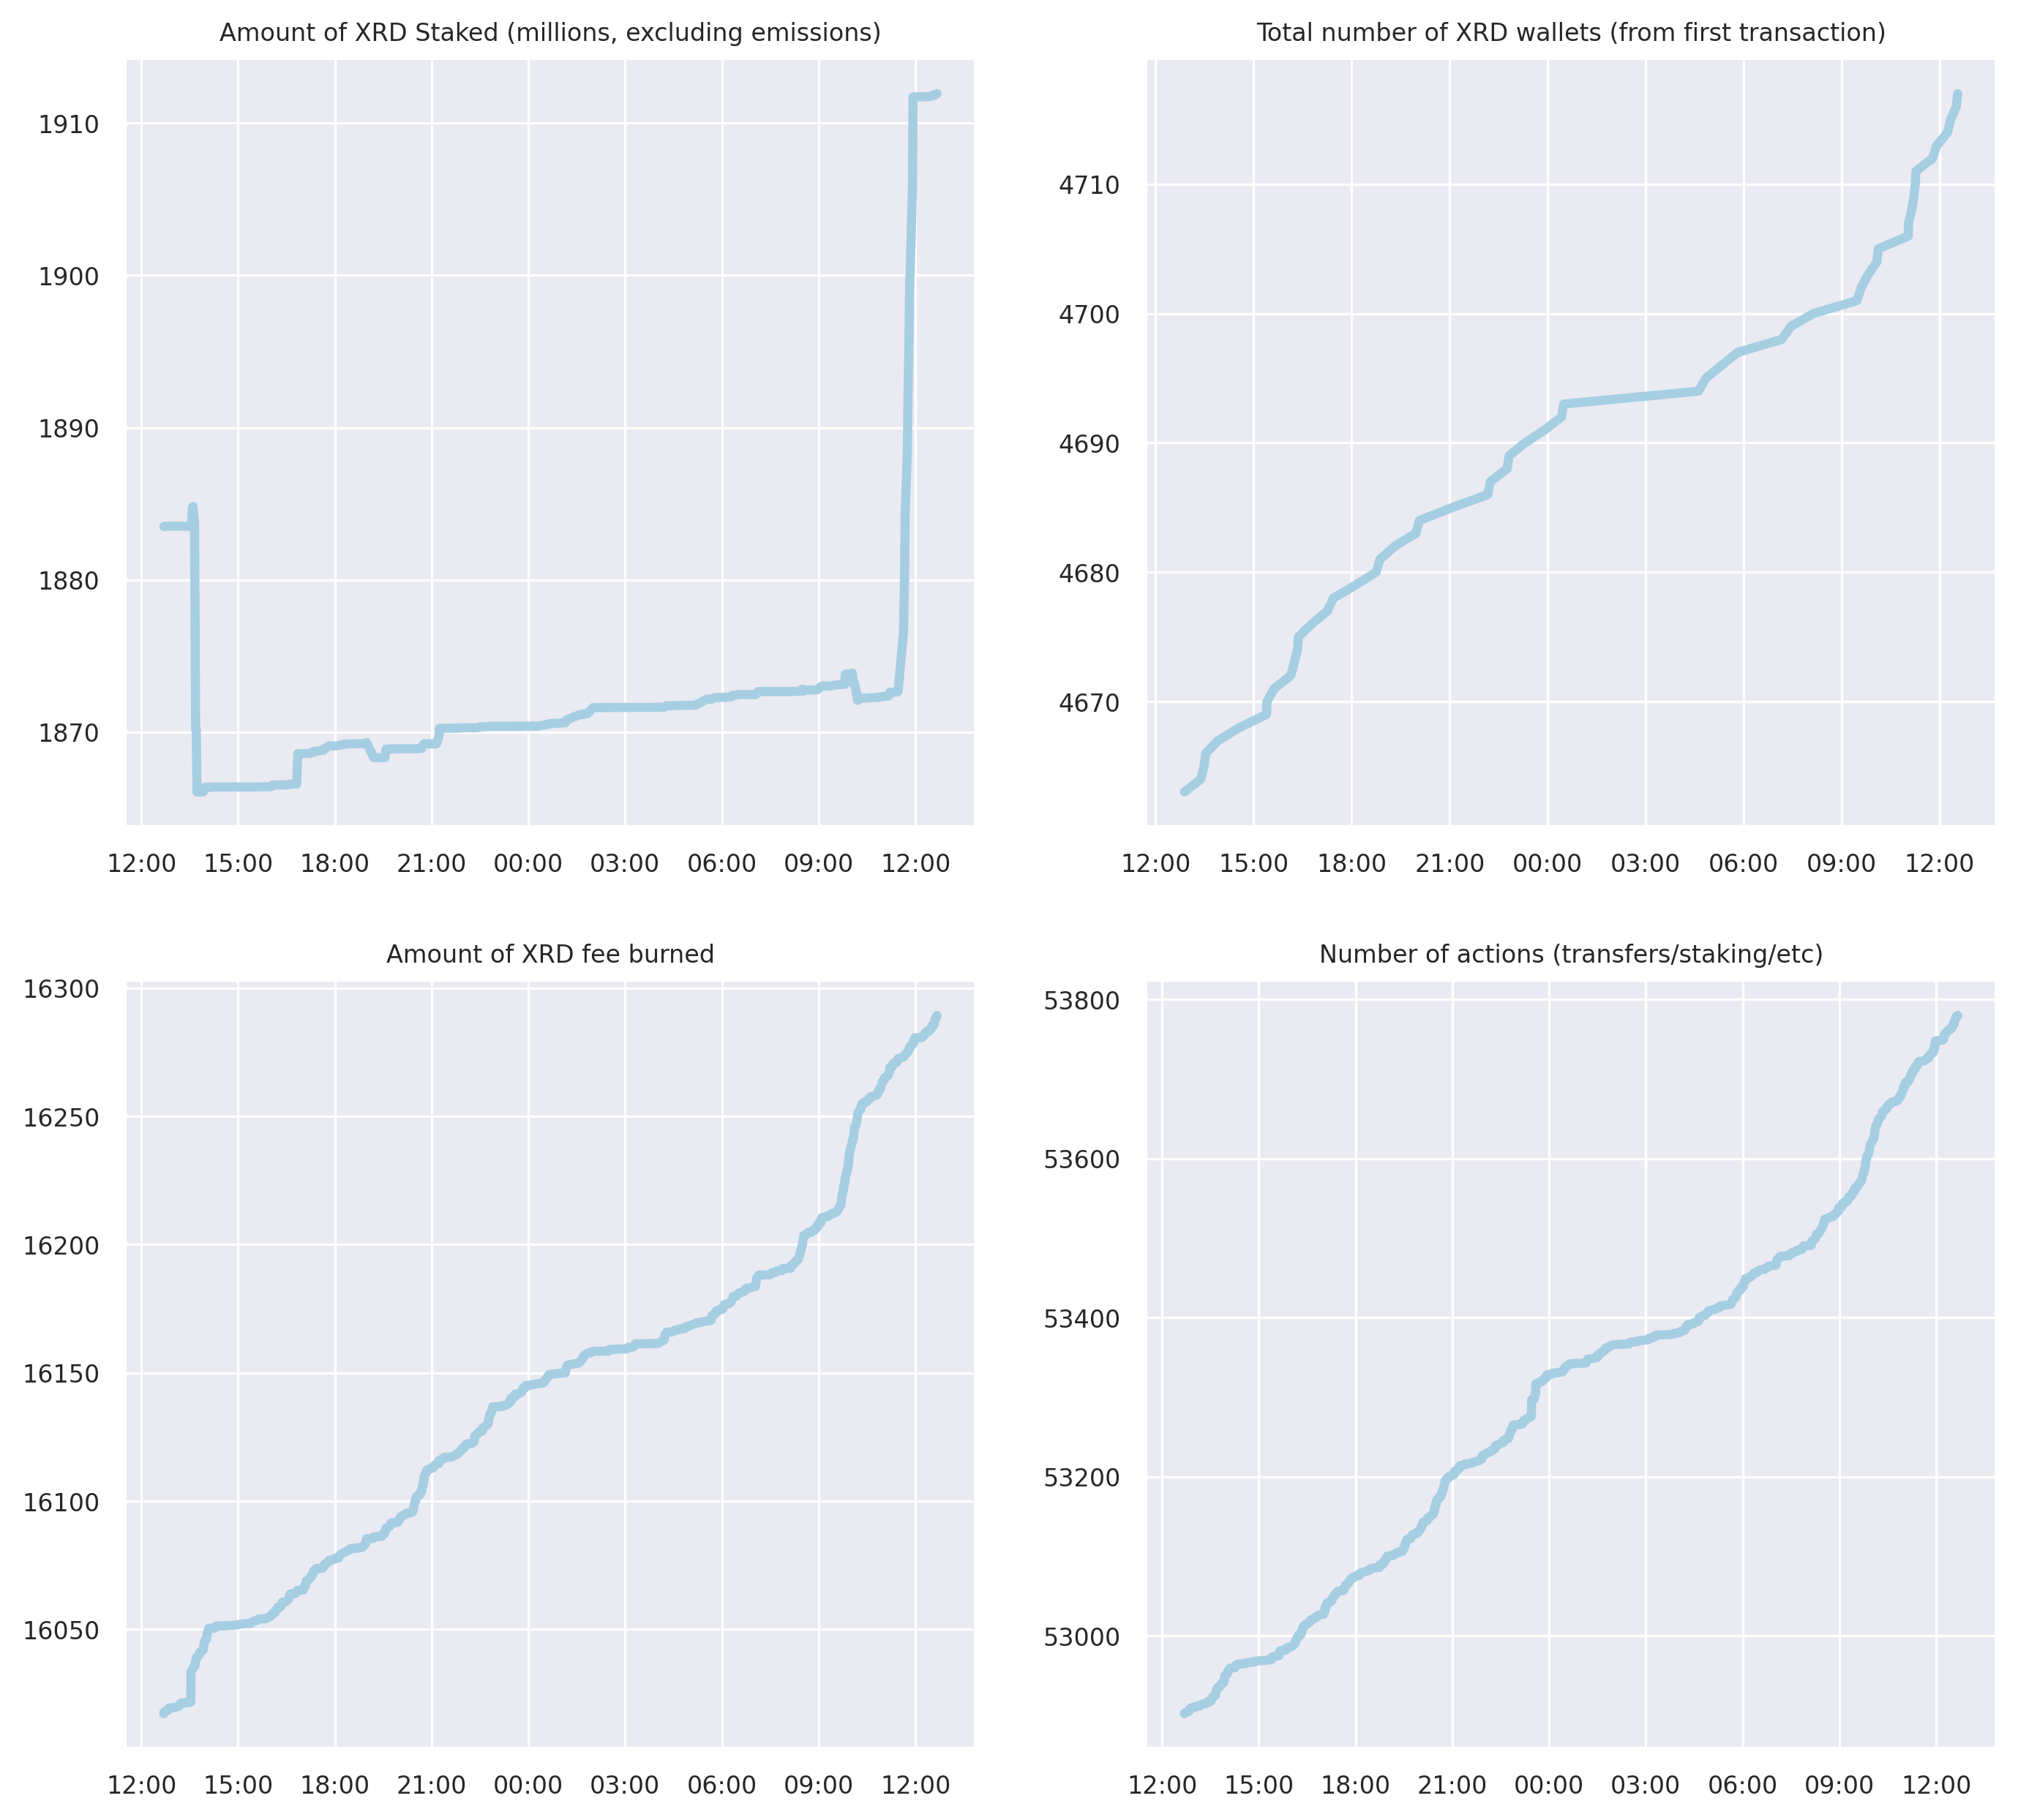 Amount of XRD Staked (millions, excluding emissions)
1910
1900
1890
1880
1870
12:00 15:00 18:00 21:00 00:00 03:00 06:00 09:00 12:00
Total number of XRD wallets (from first transaction)
4710
4700
4690
4680
4670
12:00 15:00 18:00 21:00 00:00 03:00 06:00 09:00 12:00
Amount of XRD fee burned
16300
16250
16200
16150
16100
16050
12:00 15:00 18:00 21:00 00:00 03:00 06:00 09:00 12:00
Number of actions (transfers/staking/etc)
53800
53600
53400
53200
53000
12:00 15:00 18:00 21:00 00:00 03:00 06:00 09:00 12:00